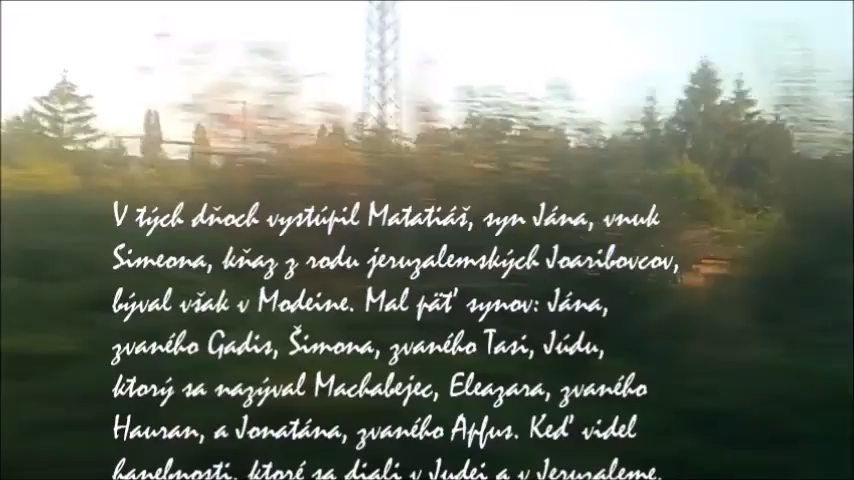 V tých dňoch vystúpil Matatiáš, syn Jána, vnuk
Simeona, kňaz z rodu jeruzalemských Joaribovcov,
býval však v Modeine. Mal päť synov: Jána,
zvaného Gadis, Šimona, zvaného Tasi, Júdu,
ktorý sa nazýval Machabejec, Eleazara, zvaného
Hauran, a Jonatána, zvaného Apfus. Keď videl
hanebnosti, ktoré sa diali v Judei a v Jeruzaleme,